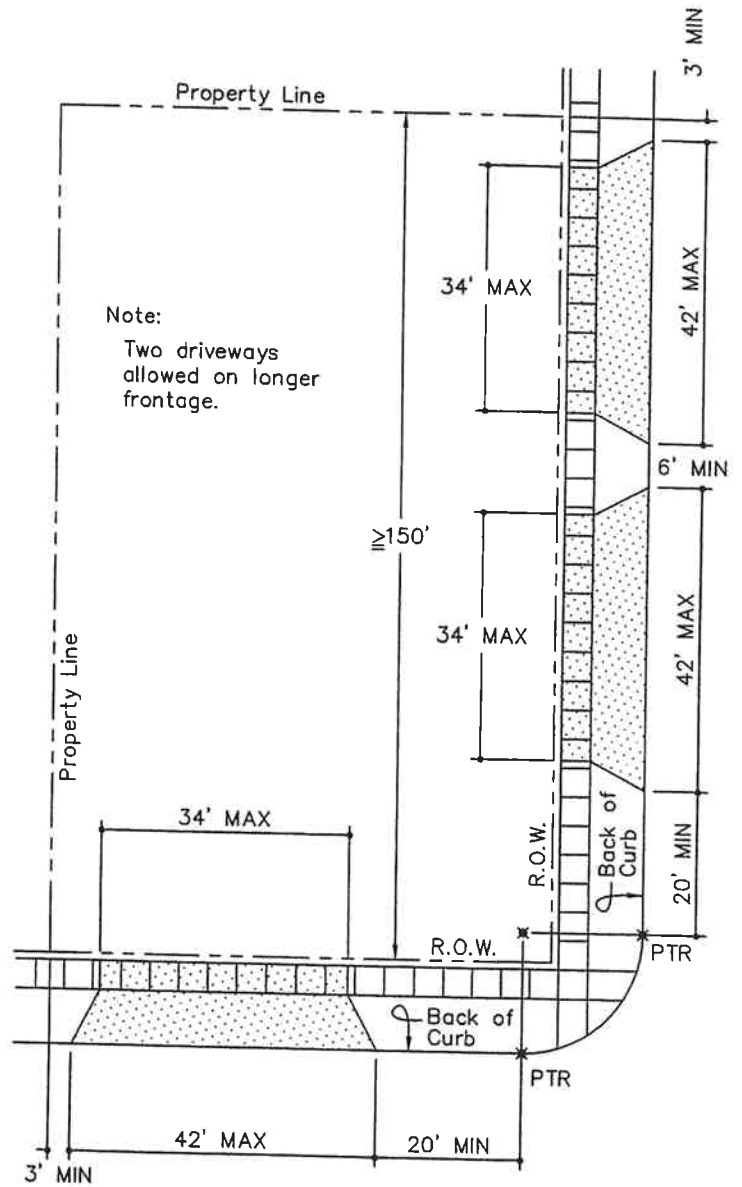 3' MIN
Property Line
34' MAX
42' MAX
Note:
Two driveways
allowed on longer
frontage.
6' MIN
≥150'
34' MAX
42' MAX
Property Line
34' MAX
R.O.W.
Back of
Curb
20' MIN
R.O.W.
PTR
Back of
Curb
PTR
42' MAX
20' MIN
3' MIN